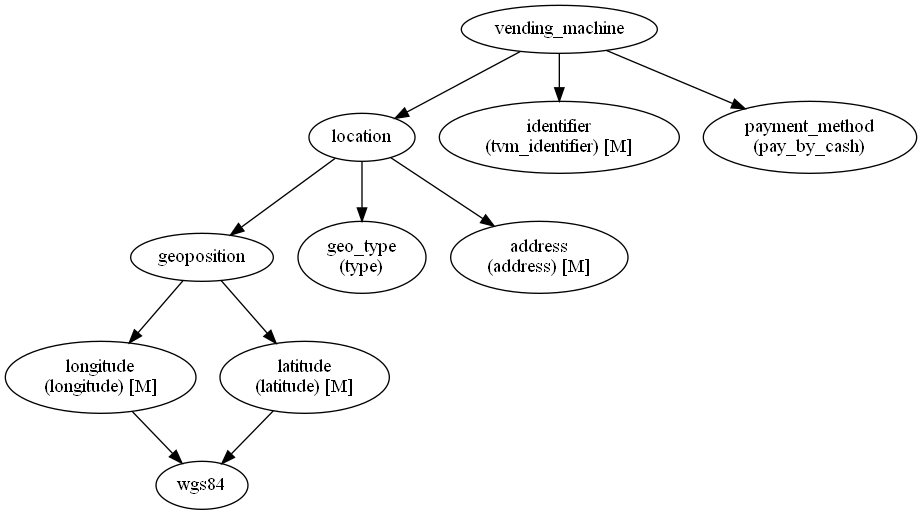 vending_machine
location
identifier
(tvm_identifier) [M]
payment_method
(pay_by_cash)
geoposition
geo_type
(type)
address
(address) [M]
longitude
(longitude) [M]
latitude
(latitude) [M]
wgs84